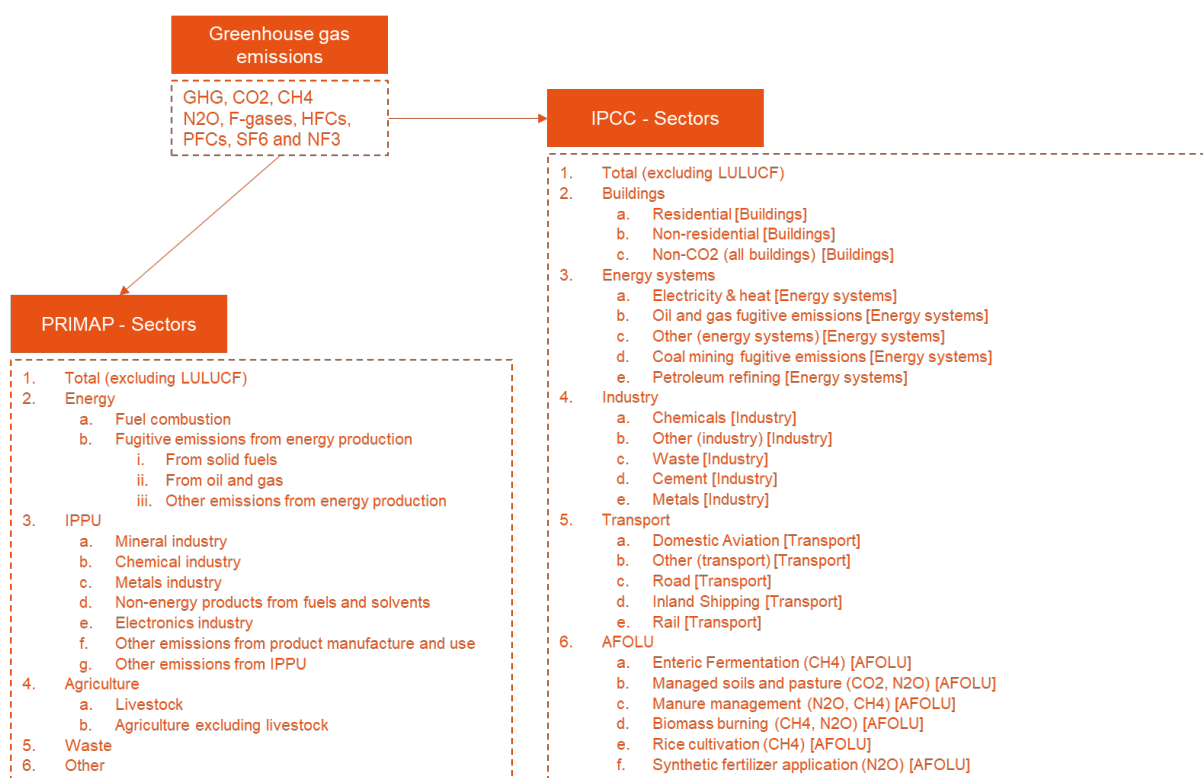 Greenhouse gas
emissions
GHG, CO2, CH4
N2O, F-gases, HFCs,
PFCs, SF6 and NF3
IPCC - Sectors
1. Total (excluding LULUCF)
2. Buildings
a. Residential [Buildings]
b. Non-residential [Buildings]
c. Non-CO2 (all buildings) [Buildings]
3. Energy systems
a. Electricity & heat [Energy systems]
b. Oil and gas fugitive emissions [Energy systems]
c. Other (energy systems) [Energy systems]
d. Coal mining fugitive emissions [Energy systems]
e. Petroleum refining [Energy systems]
4. Industry
a. Chemicals [Industry]
b. Other (industry) [Industry]
c. Waste [Industry]
d. Cement [Industry]
e. Metals [Industry]
5. Transport
a. Domestic Aviation [Transport]
b. Other (transport) [Transport]
c. Road [Transport]
d. Inland Shipping [Transport]
e. Rail [Transport]
6. AFOLU
a. Enteric Fermentation (CH4) [AFOLU]
b. Managed soils and pasture (CO2, N2O) [AFOLU]
c. Manure management (N2O, CH4) [AFOLU]
d. Biomass burning (CH4, N2O) [AFOLU]
e. Rice cultivation (CH4) [AFOLU]
f. Synthetic fertilizer application (N2O) [AFOLU]
PRIMAP - Sectors
1. Total (excluding LULUCF)
2. Energy
a. Fuel combustion
b. Fugitive emissions from energy production
i. From solid fuels
ii. From oil and gas
iii. Other emissions from energy production
3. IPPU
a. Mineral industry
b. Chemical industry
c. Metals industry
d. Non-energy products from fuels and solvents
e. Electronics industry
f. Other emissions from product manufacture and use
g. Other emissions from IPPU
4. Agriculture
a. Livestock
b. Agriculture excluding livestock
5. Waste
6. Other